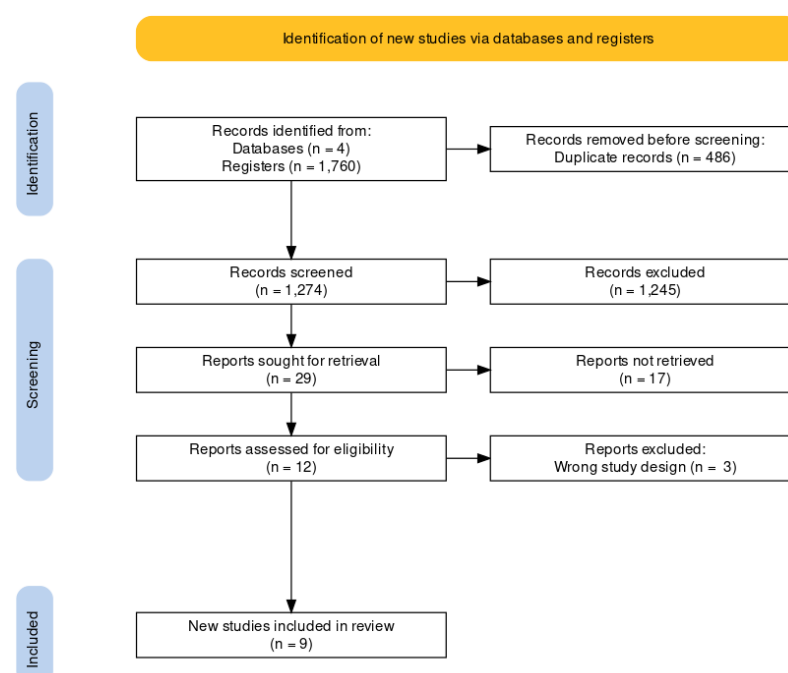 Identification of new studies via databases and registers
Identification
Records identified from:
Databases (n = 4)
Registers (n = 1,760)
Records removed before screening:
Duplicate records (n = 486)
Screening
Records screened
(n = 1,274)
Records excluded
(n = 1,245)
Reports sought for retrieval
(n = 29)
Reports not retrieved
(n = 17)
Reports assessed for eligibility
(n = 12)
Reports excluded:
Wrong study design (n = 3)
Included
New studies included in review
(n = 9)